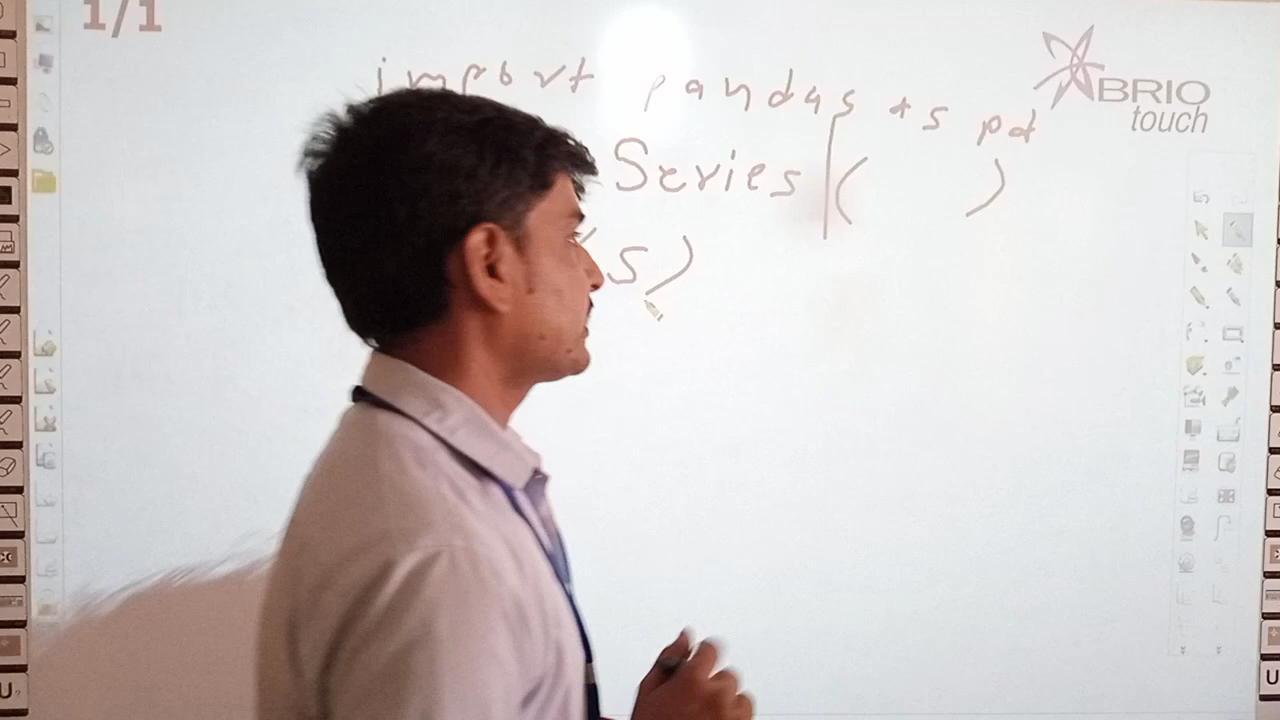 1/1
import pandas as pd
BRIO
touch
Series ( )
(s)